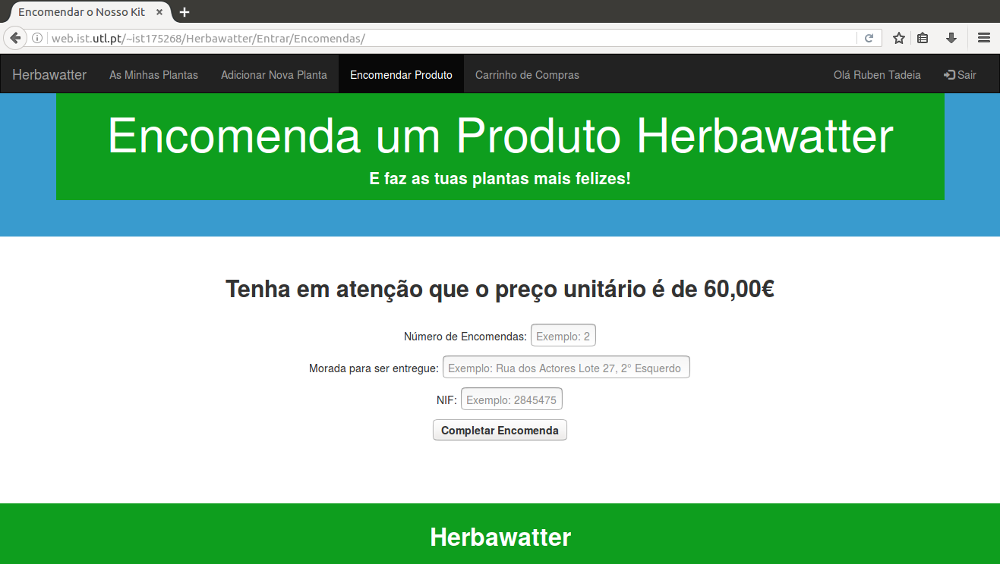 Encomendar o Nosso Kit
web.ist.utl.pt/~ist175268/Herbawatter/Entrar/Encomendas/
Herbawatter As Minhas Plantas Adicionar Nova Planta Encomendar Produto Carrinho de Compras Olá Ruben Tadeia Sair
Encomenda um Produto Herbawatter
E faz as tuas plantas mais felizes!
Tenha em atenção que o preço unitário é de 60,00€
Número de Encomendas: Exemplo: 2
Morada para ser entregue: Exemplo: Rua dos Actores Lote 27, 2° Esquerdo
NIF: Exemplo: 2845475
Completar Encomenda
Herbawatter